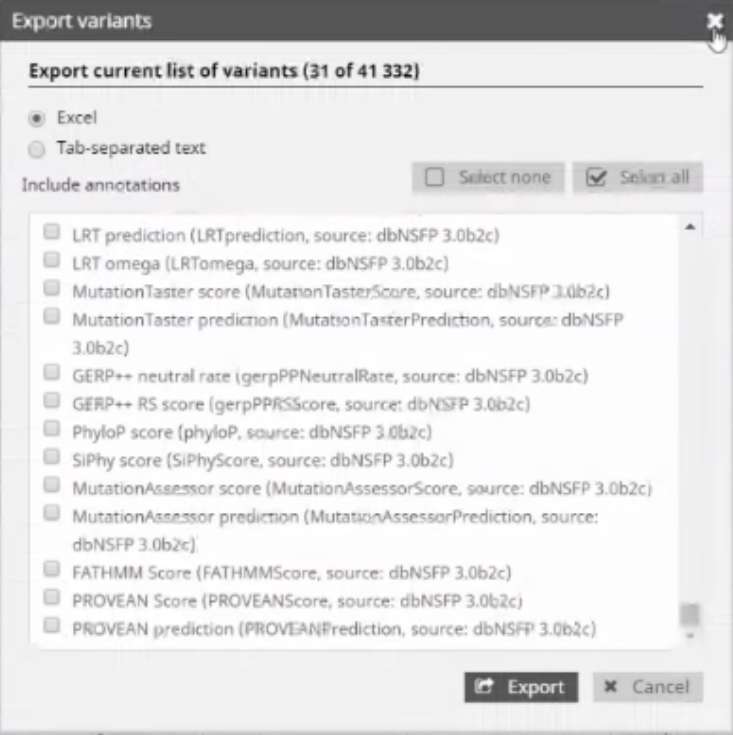 Export variants
Export current list of variants (31 of 41 332)
Excel
Tab-separated text
Include annotations
Select none
Select all
LRT prediction (LRTprediction, source: dbNSFP 3.0b2c)
LRT omega (LRTomega, source: dbNSFP 3.0b2c)
MutationTaster score (MutationTasterScore, source: dbNSFP 3.0b2c)
MutationTaster prediction (MutationTasterPrediction, source: dbNSFP
3.0b2c)
GERP++ neutral rate (gerpPPNeutralRate, source: dbNSFP 3.0b2c)
GERP++ RS score (gerpPPRSScore, source: dbNSFP 3.0b2c)
PhyloP score (phyloP, source: dbNSFP 3.0b2c)
SiPhy score (SiPhyScore, source: dbNSFP 3.0b2c)
MutationAssessor score (MutationAssessorScore, source: dbNSFP 3.0b2c)
MutationAssessor prediction (MutationAssessorPrediction, source:
dbNSFP 3.0b2c)
FATHMM Score (FATHMMScore, source: dbNSFP 3.0b2c)
PROVEAN Score (PROVEANScore, source: dbNSFP 3.0b2c)
PROVEAN prediction (PROVEANPrediction, source: dbNSFP 3.0b2c)
Export
Cancel